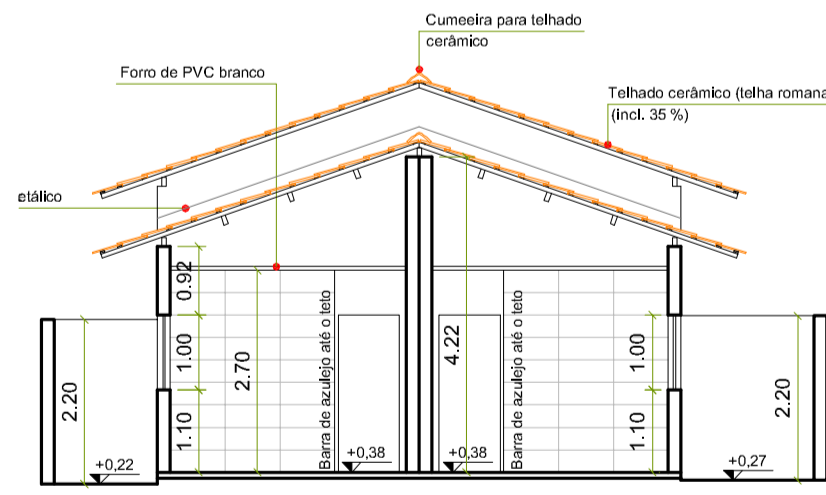 Cumeeira para telhado
cerâmico
Forro de PVC branco
Telhado cerâmico (telha romana
(incl. 35 %)
etálico
0.92
1.00
1.10
2.20
2.70
4.22
Barra de azulejo até o teto
Barra de azulejo até o teto
1.00
1.10
2.20
+0,22
+0,38
+0,38
+0,27